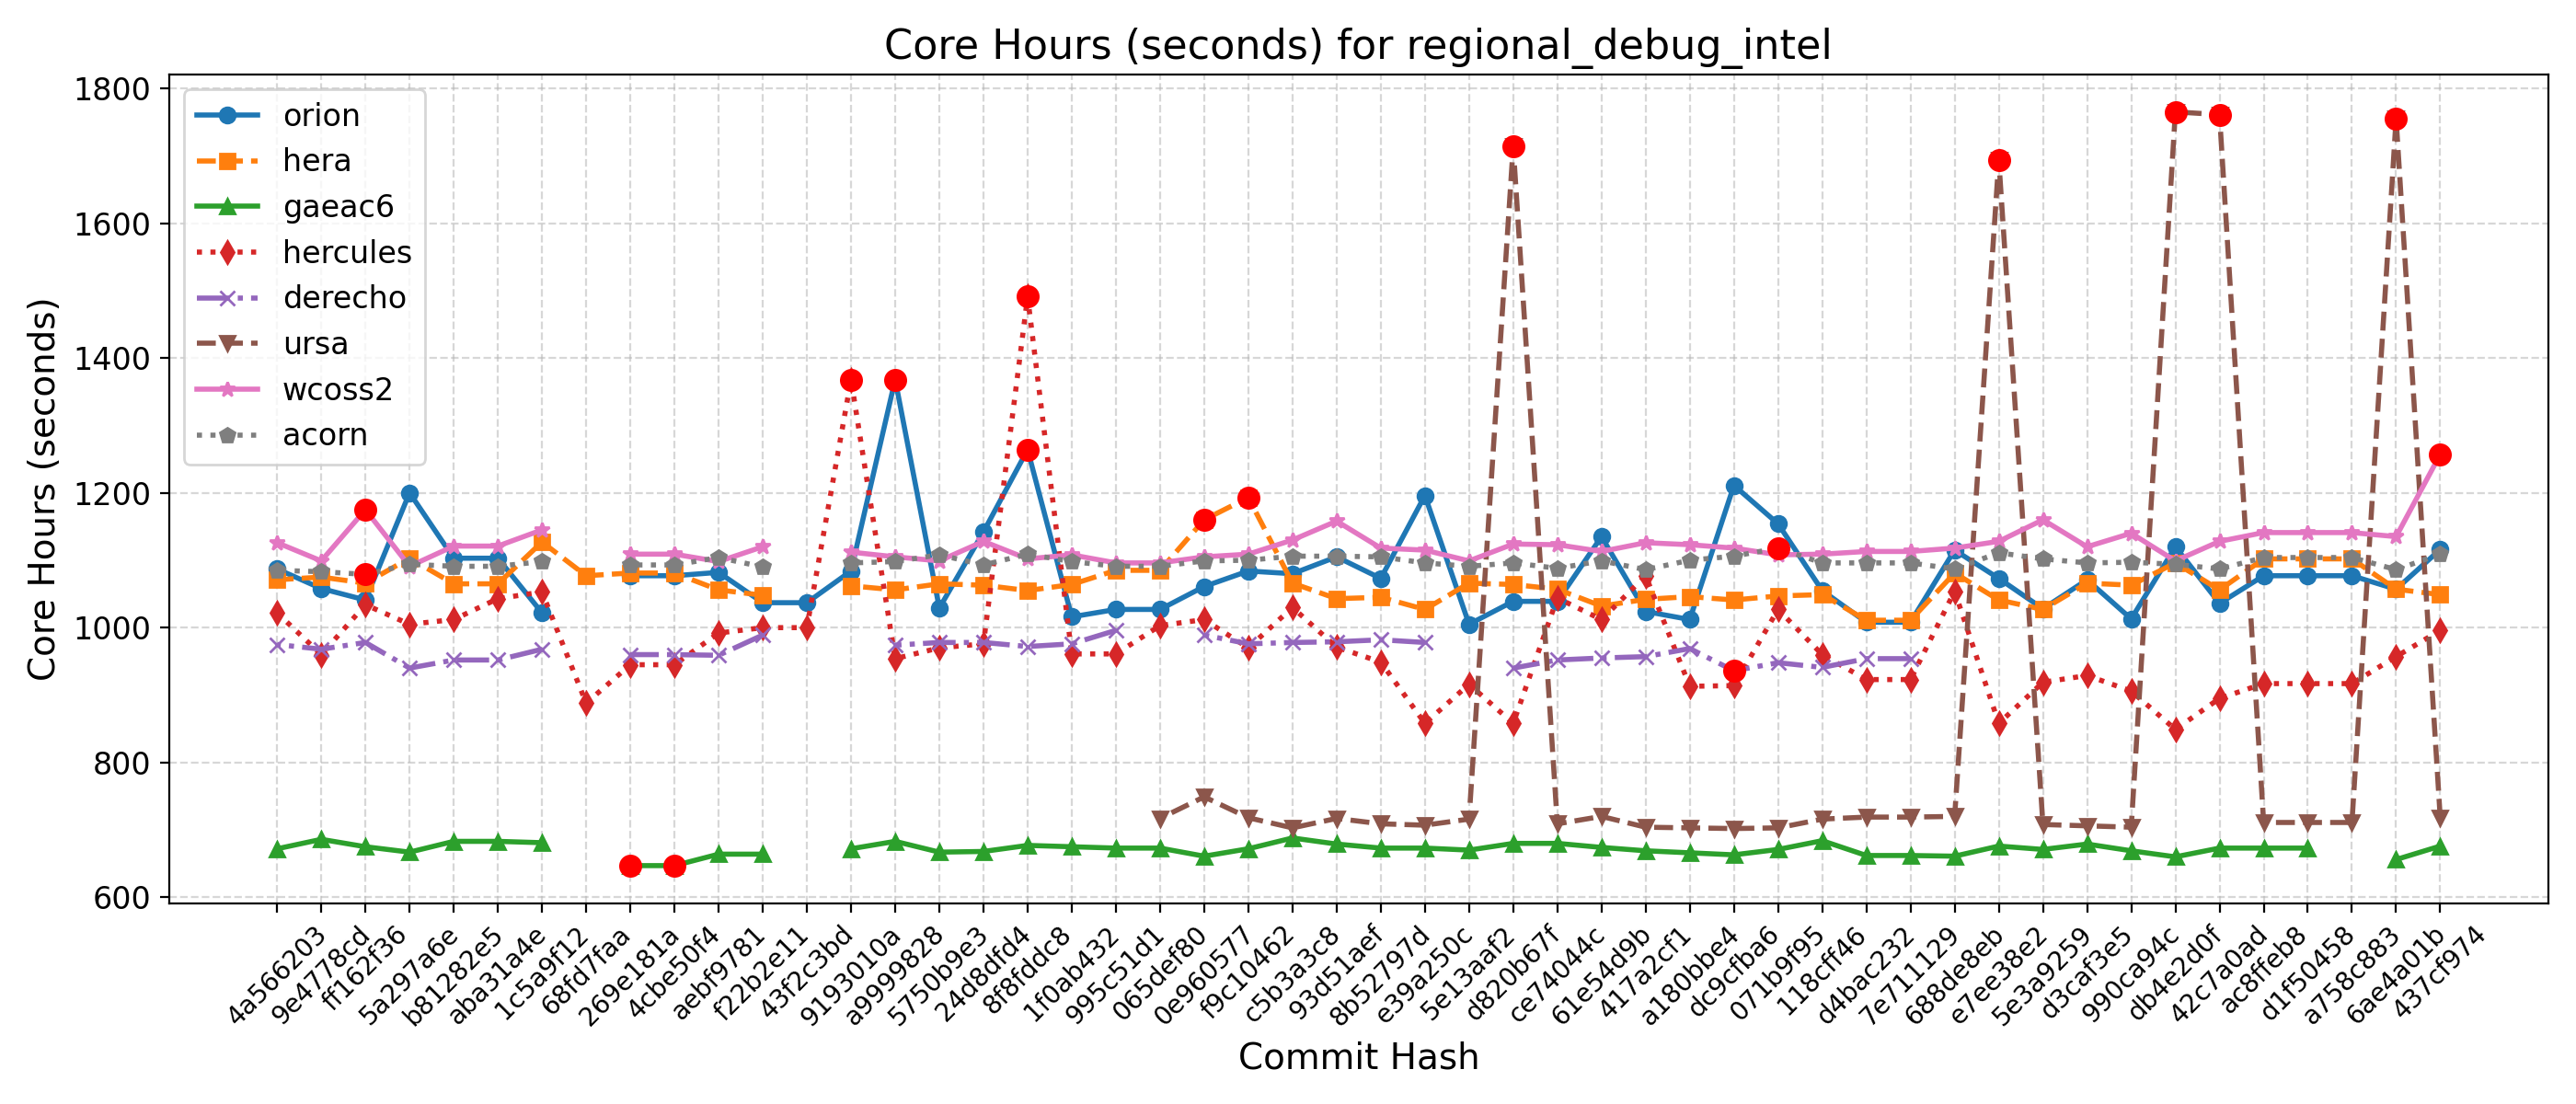 Core Hours (seconds) for regional_debug_intel
Core Hours (seconds)
1800
1600
1400
1200
1000
800
600
orion
hera
gaeac6
hercules
derecho
ursa
wcoss2
acorn
4a566203
9e4778cd
ff162f36
5a297a6e
b81282e5
aba31a4e
1c5a9f12
68fd7faa
269e181a
4cbe50f4
aebf9781
f22b2e11
43f2c3bd
9193010a
a9999828
5750b9e3
24d8dfd4
8f8fddc8
1f0ab432
995c51d1
065def80
0e960577
f9c10462
c5b3a3c8
93d51aef
8b52797d
e39a250c
5e13aaf2
d820b67f
ce74044c
61e54d9b
417a2cf1
a180bbe4
dc9cfba6
071b9f95
118cff46
d4bac232
7e711129
688de8eb
e7ee38e2
5e3a9259
d3caf3e5
990ca94c
db4e2d0f
42c7a0ad
ac8ffeb8
d1f50458
a758c883
6ae4a01b
437cf974
Commit Hash